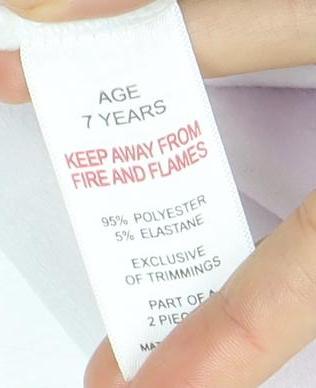 AGE
7 YEARS
KEEP AWAY FROM
FIRE AND FLAMES
95% POLYESTER
5% ELASTANE
EXCLUSIVE
OF TRIMMINGS
PART OF A
2